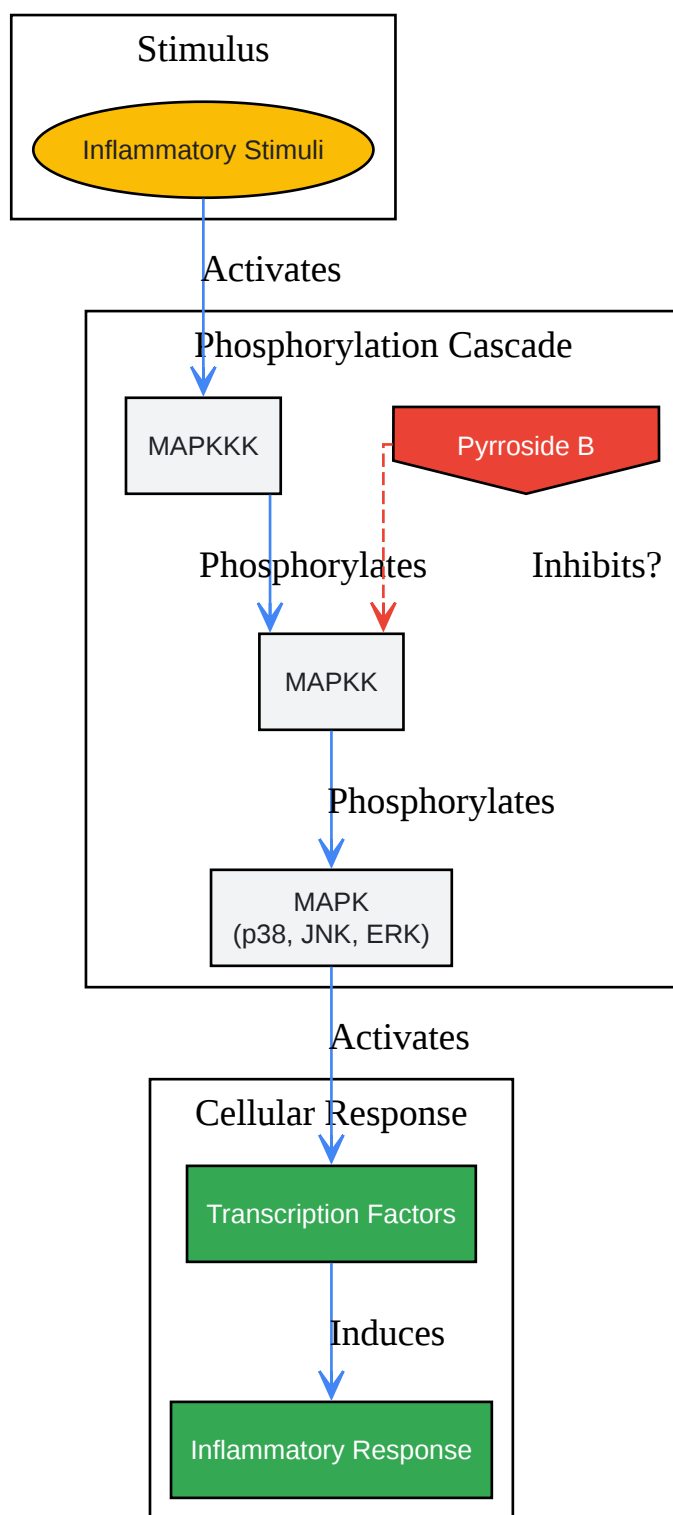 Stimulus
Inflammatory Stimuli
Activates
Phosphorylation Cascade
MAPKKK
Pyrroside B
Phosphorylates
Inhibits?
MAPKK
Phosphorylates
MAPK
(p38, JNK, ERK)
Activates
Cellular Response
Transcription Factors
Induces
Inflammatory Response